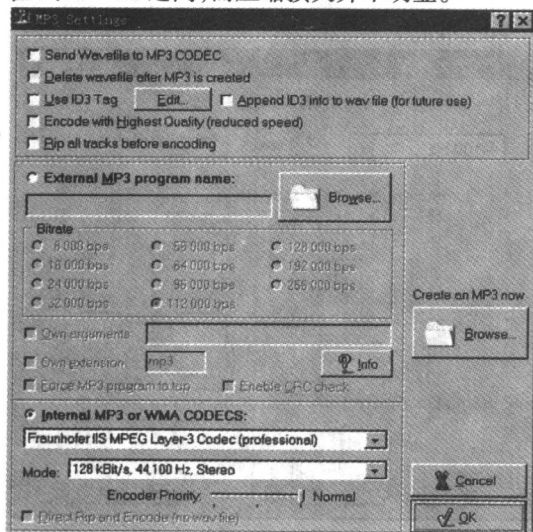 MP3 Settings
Send Wavefile to MP3 CODEC
Delete wavefile after MP3 is created
Use ID3 Tag Edit... Append ID3 info to wav file (for future use)
Encode with Highest Quality (reduced speed)
Rip all tracks before encoding
External MP3 program name:
Browse...
Bitrate
8 000 bps 56 000 bps 128 000 bps
16 000 bps 64 000 bps 192 000 bps
24 000 bps 96 000 bps 256 000 bps
32 000 bps 112 000 bps
Create an MP3 now
Browse...
Own arguments
Own extension: mp3 Info
Force MP3 program to top Enable CRC check
Internal MP3 or WMA CODECS:
Fraunhofer IIS MPEG Layer-3 Codec (professional)
Mode: 128 kBit/s, 44,100 Hz, Stereo
Encoder Priority: Normal
Cancel
Direct Rip and Encode (no wav file)
OK